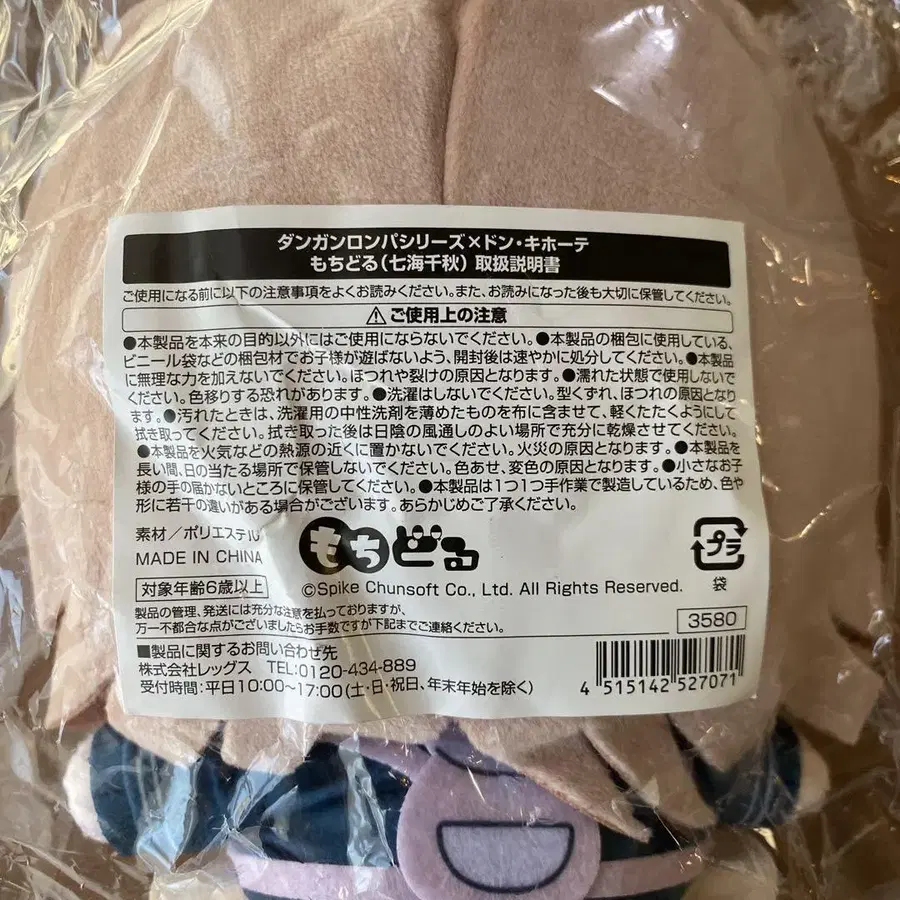 ダンガンロンパシリーズ×ドン・キホーテ
もちどる(七海千秋) 取扱説明書
ご使用になる前に以下の注意事項をよくお読みください。また、お読みになった後も大切に保管してください。
⚠ご使用上の注意
●本製品を本来の目的以外にはご使用にならないでください。●本製品の梱包に使用している、
ビニール袋などの梱包材でお子様が遊ばないよう、開封後は速やかに処分してください。●本製品
に無理な力を加えないでください。ほつれや裂けの原因となります。●濡れた状態で使用しないで
ください。色移りする恐れがあります。●洗濯はしないでください。型くずれ、ほつれの原因となり
ます。●汚れたときは、洗濯用の中性洗剤を薄めたものを布に含ませて、軽くたたくようにして
拭き取ってください。拭き取った後は日陰の風通しのよい場所で充分に乾燥させてください。
●本製品を火気などの熱源の近くに置かないでください。火災の原因となります。●本製品を
長い間、日の当たる場所で保管しないでください。色あせ、変色の原因となります。●小さなお子
様の手の届かないところに保管してください。●本製品は1つ1つ手作業で製造しているため、色や
形に若干の違いがある場合がございます。あらかじめご了承ください。
素材/ポリエステル
MADE IN CHINA
もちどる
プラ
袋
対象年齢6歳以上
©Spike Chunsoft Co., Ltd. All Rights Reserved.
製品の管理、発送には充分な注意を払っておりますが、
万一不都合な点がございましたらお手数ですが下記までご連絡ください。
3580
■製品に関するお問い合わせ先
株式会社レッグス TEL:0120-434-889
受付時間:平日10:00~17:00(土・日・祝日、年末年始を除く)
4 515142 527071